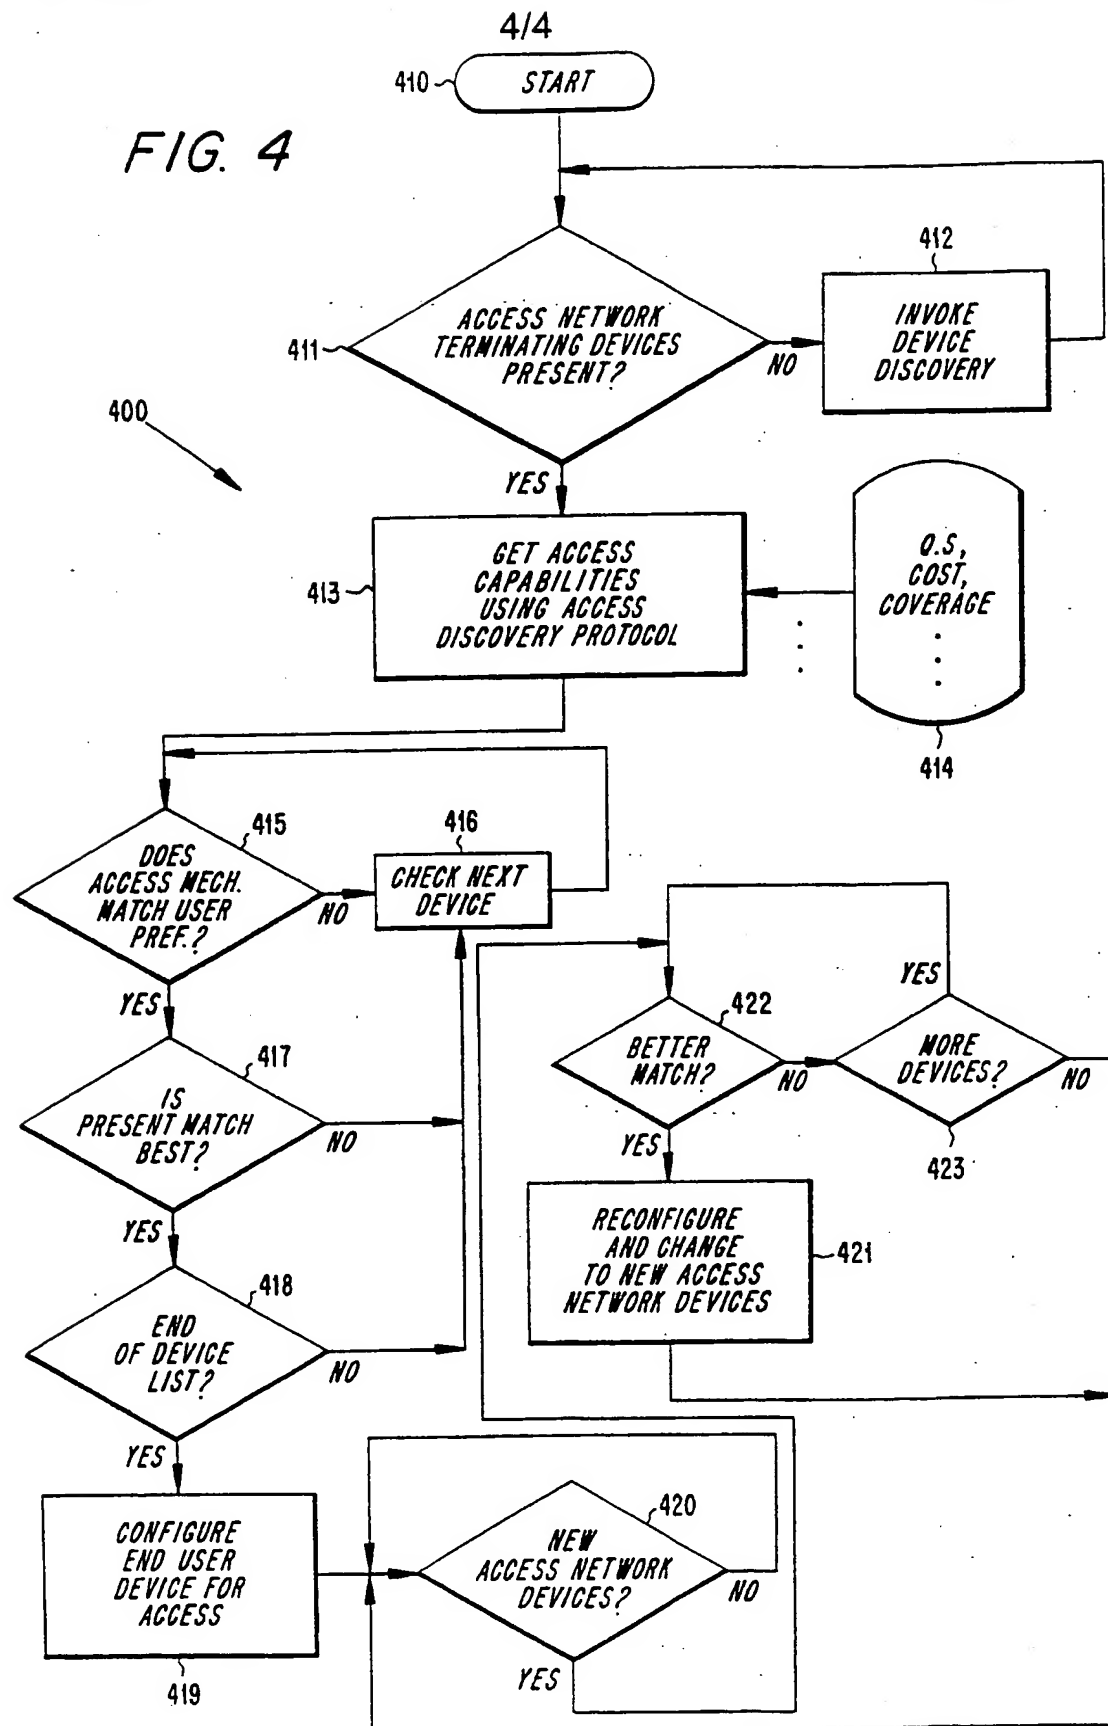 4/4
FIG. 4
410
START
412
411
ACCESS NETWORK
TERMINATING DEVICES
PRESENT?
NO
INVOKE
DEVICE
DISCOVERY
400
YES
413
GET ACCESS
CAPABILITIES
USING ACCESS
DISCOVERY PROTOCOL
Q.S,
COST,
COVERAGE
414
415
DOES
ACCESS MECH.
MATCH USER
PREF.?
NO
416
CHECK NEXT
DEVICE
YES
417
IS
PRESENT MATCH
BEST?
NO
YES
418
END
OF DEVICE
LIST?
NO
YES
CONFIGURE
END USER
DEVICE FOR
ACCESS
419
420
NEW
ACCESS NETWORK
DEVICES?
NO
YES
422
BETTER
MATCH?
NO
YES
MORE
DEVICES?
NO
423
YES
RECONFIGURE
AND CHANGE
TO NEW ACCESS
NETWORK DEVICES
421